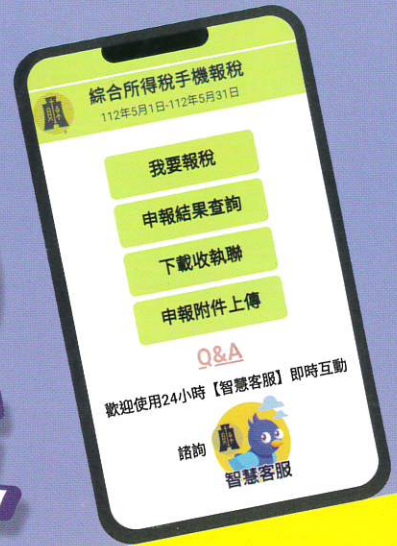 綜合所得稅手機報稅
112年5月1日-112年5月31日
我要報稅
申報結果查詢
下載收執聯
申報附件上傳
Q&A
歡迎使用24小時【智慧客服】即時互動
諮詢
智慧客服